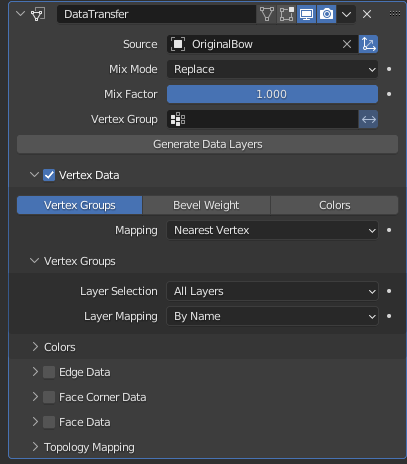 DataTransfer
Source OriginalBow
Mix Mode Replace
Mix Factor 1.000
Vertex Group
Generate Data Layers
Vertex Data
Vertex Groups Bevel Weight Colors
Mapping Nearest Vertex
Vertex Groups
Layer Selection All Layers
Layer Mapping By Name
Colors
Edge Data
Face Corner Data
Face Data
Topology Mapping